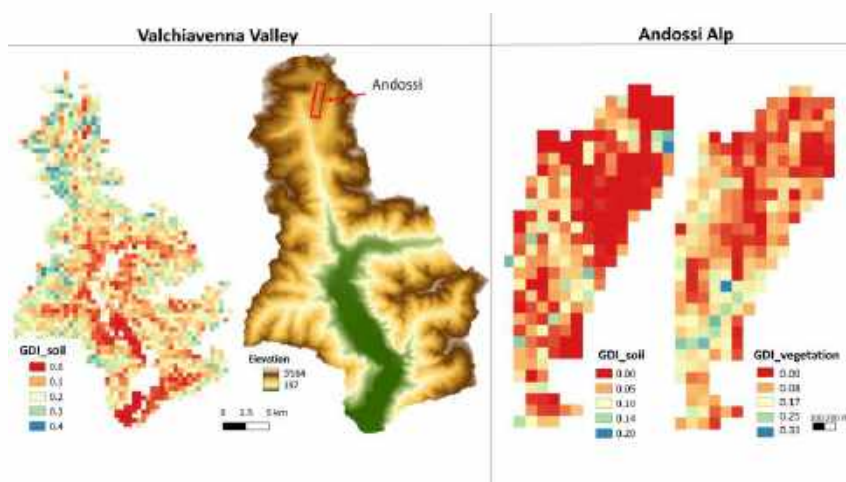 Valchiavenna Valley
Andossi Alp
Andossi
GDI_soil
0.0
0.1
0.2
0.3
0.4
Elevation
197
0 2.5 5 km
GDI_soil
0.00
0.05
0.10
0.14
0.20
GDI_vegetation
0.00
0.08
0.17
0.25
0.33